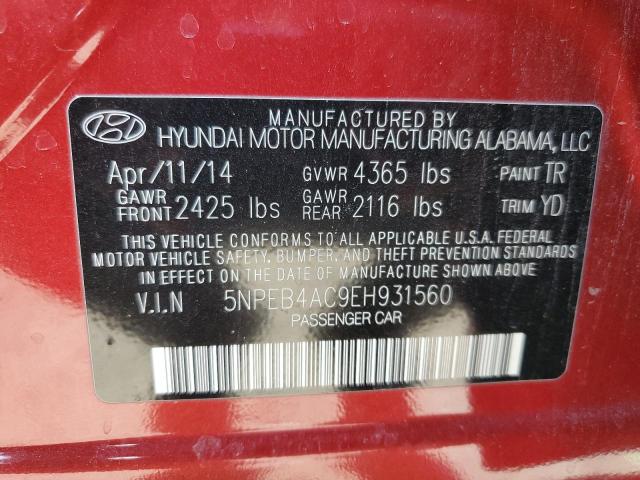 MANUFACTURED BY
HYUNDAI MOTOR MANUFACTURING ALABAMA, LLC
Apr/11/14 GVWR 4365 lbs PAINT TR
GAWR FRONT 2425 lbs GAWR REAR 2116 lbs TRIM YD
THIS VEHICLE CONFORMS TO ALL APPLICABLE U.S.A. FEDERAL
MOTOR VEHICLE SAFETY, BUMPER, AND THEFT PREVENTION STANDARDS
IN EFFECT ON THE DATE OF MANUFACTURE SHOWN ABOVE.
V.I.N 5NPEB4AC9EH931560
PASSENGER CAR